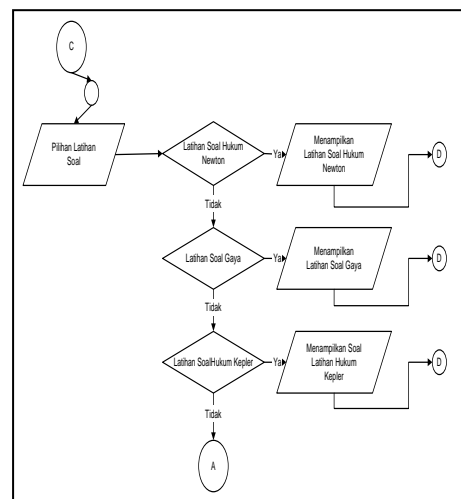 C
Pilihan Latihan
Soal
Latihan Soal Hukum
Newton
Ya
Menampilkan
Latihan Soal Hukum
Newton
D
Tidak
Latihan Soal Gaya
Ya
Menampilkan
Latihan Soal Gaya
D
Tidak
Latihan SoalHukum Kepler
Ya
Menampilkan Soal
Latihan Hukum
Kepler
D
Tidak
A